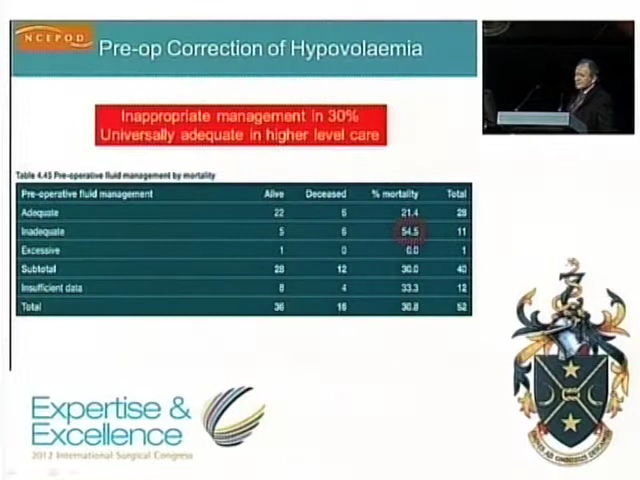 NCEPOD
Pre-op Correction of Hypovolaemia
Inappropriate management in 30%
Universally adequate in higher level care
Table 4.45 Pre-operative fluid management by mortality
Pre-operative fluid management Alive Deceased % mortality Total
Adequate 22 6 21.4 28
Inadequate 5 6 54.5 11
Excessive 1 0 0.0 1
Subtotal 28 12 30.0 40
Insufficient data 8 4 33.3 12
Total 36 16 30.8 52
Expertise &
Excellence
2012 International Surgical Congress